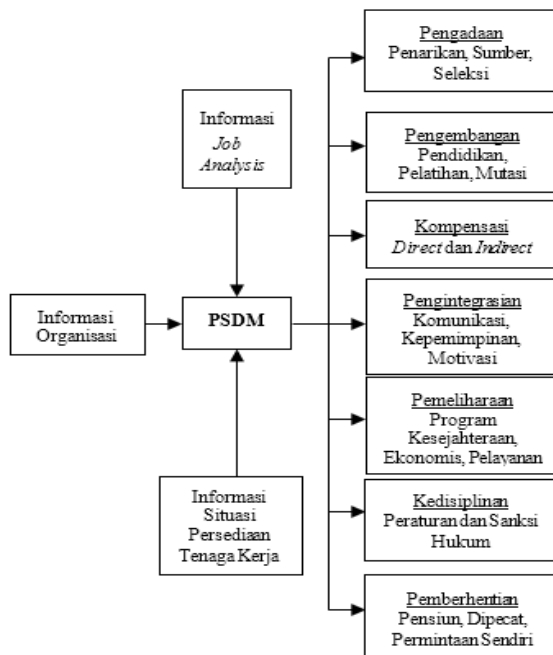 Pengadaan
Penarikan, Sumber,
Seleksi
Informasi
Job
Analysis
Pengembangan
Pendidikan,
Pelatihan, Mutasi
Kompensasi
Direct dan Indirect
Informasi
Organisasi
PSDM
Pengintegrasian
Komunikasi,
Kepemimpinan,
Motivasi
Pemeliharaan
Program
Kesejahteraan,
Ekonomis, Pelayanan
Informasi
Situasi
Persediaan
Tenaga Kerja
Kedisiplinan
Peraturan dan Sanksi
Hukum
Pemberhentian
Pensiun, Dipecat,
Permintaan Sendiri